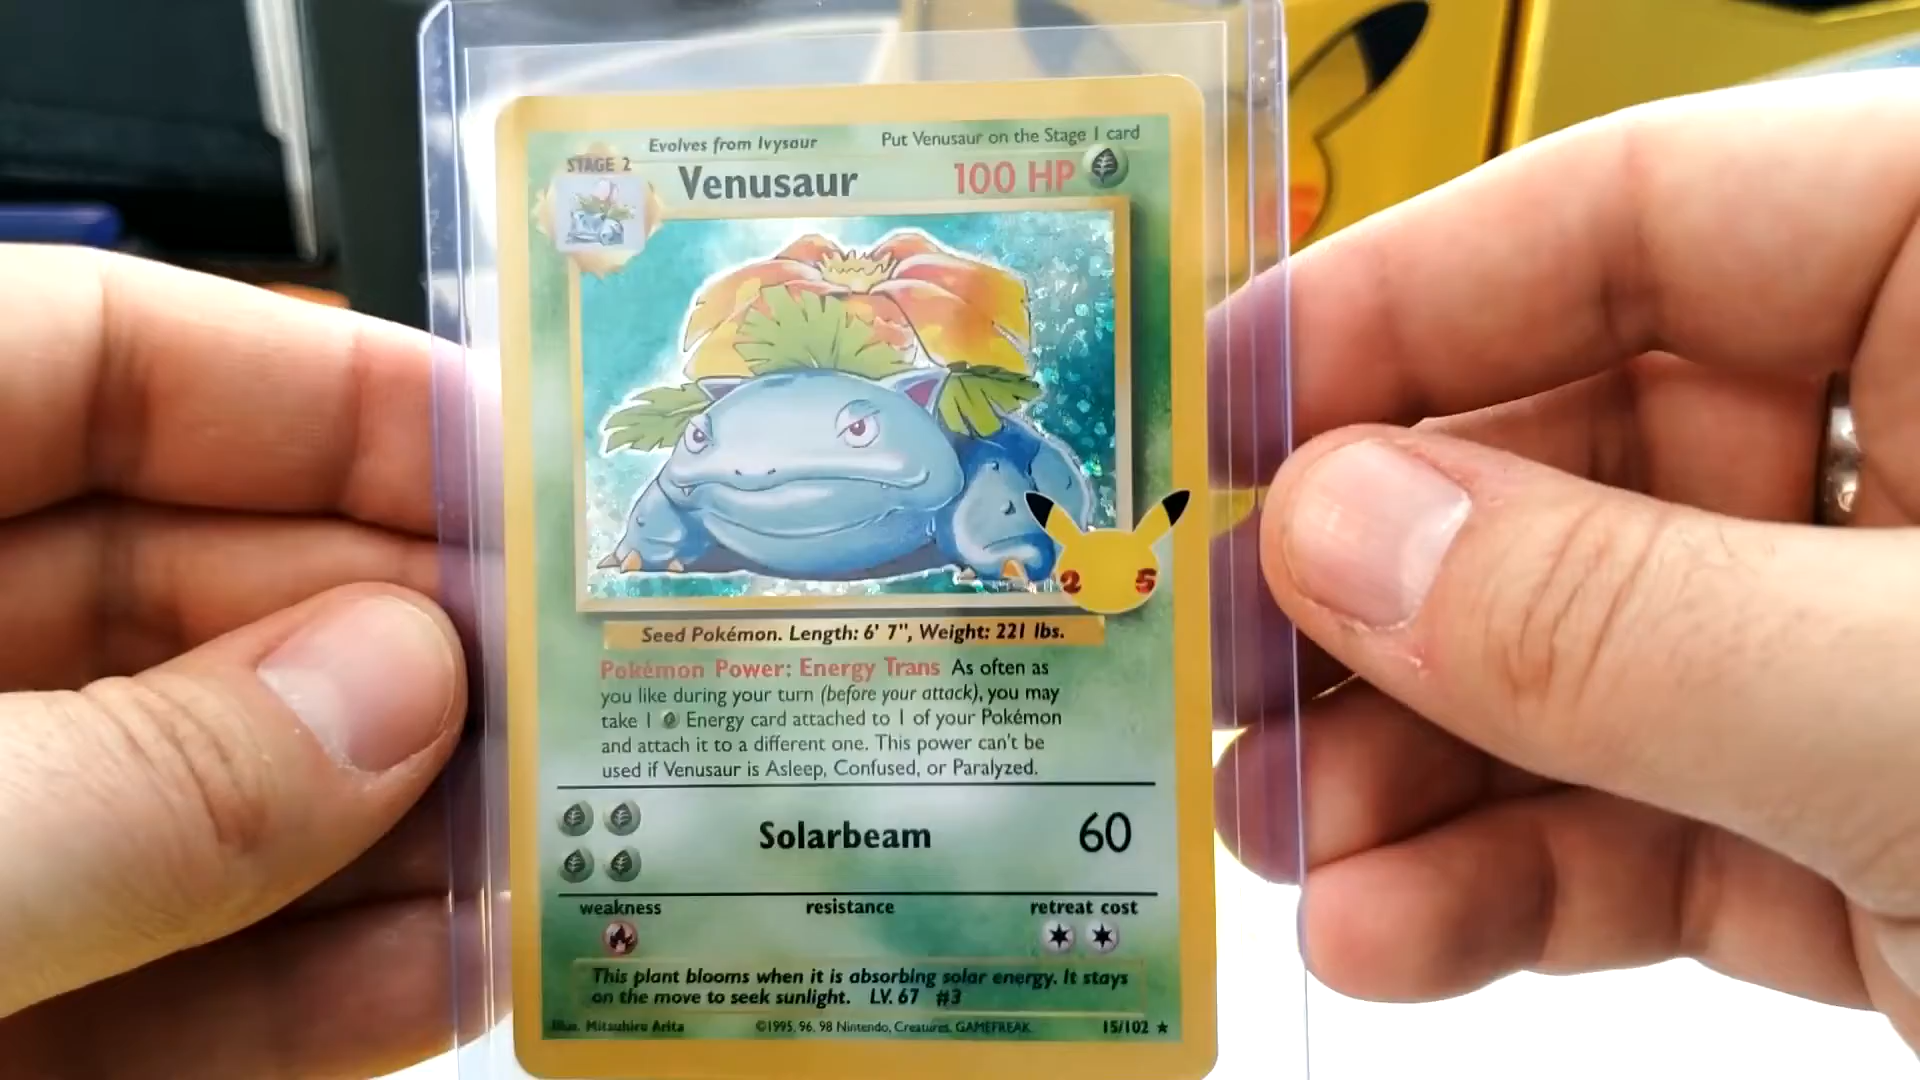 Evolves from Ivysaur Put Venusaur on the Stage 1 card
STAGE 2 Venusaur 100 HP
2 5
Seed Pokémon. Length: 6' 7", Weight: 221 lbs.
Pokémon Power: Energy Trans As often as
you like during your turn (before your attack), you may
take 1 Energy card attached to 1 of your Pokémon
and attach it to a different one. This power can't be
used if Venusaur is Asleep, Confused, or Paralyzed.
Solarbeam 60
weakness resistance retreat cost
This plant blooms when it is absorbing solar energy. It stays
on the move to seek sunlight. LV. 67 #3
Illus. Mitsuhiro Arita ©1995, 96, 98 Nintendo, Creatures, GAMEFREAK. 15/102 ★